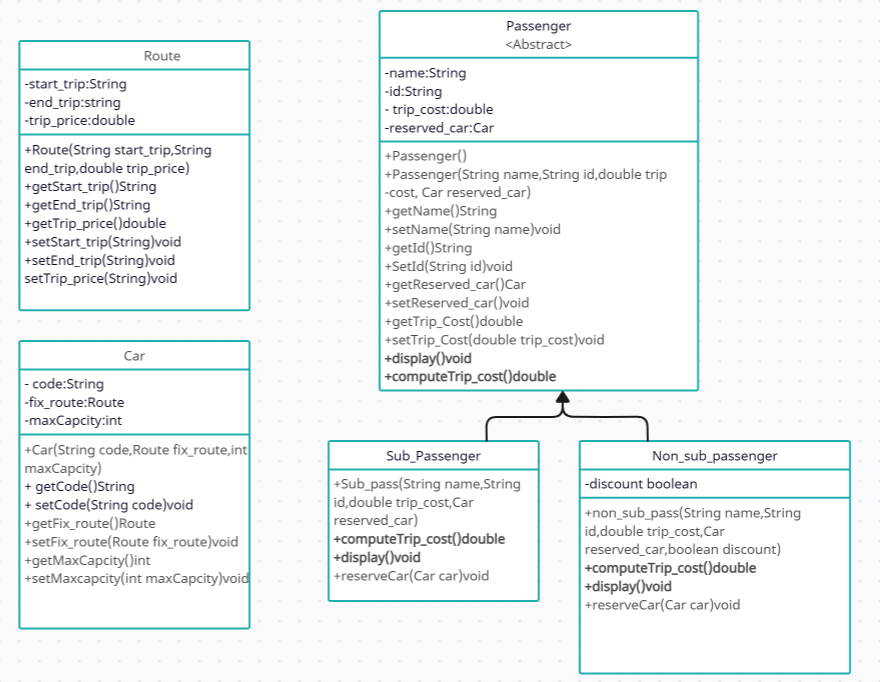 Route
-start_trip:String
-end_trip:string
-trip_price:double
+Route(String start_trip,String
end_trip,double trip_price)
+getStart_trip()String
+getEnd_trip()String
+getTrip_price()double
+setStart_trip(String)void
+setEnd_trip(String)void
setTrip_price(String)void
Car
- code:String
-fix_route:Route
-maxCapcity:int
+Car(String code,Route fix_route,int
maxCapcity)
+ getCode()String
+ setCode(String code)void
+getFix_route()Route
+setFix_route(Route fix_route)void
+getMaxCapcity()int
+setMaxcapcity(int maxCapcity)void
Passenger
<Abstract>
-name:String
-id:String
- trip_cost:double
-reserved_car:Car
+Passenger()
+Passenger(String name,String id,double trip
-cost, Car reserved_car)
+getName()String
+setName(String name)void
+getId()String
+SetId(String id)void
+getReserved_car()Car
+setReserved_car()void
+getTrip_Cost()double
+setTrip_Cost(double trip_cost)void
+display()void
+computeTrip_cost()double
Sub_Passenger
+Sub_pass(String name,String
id,double trip_cost,Car
reserved_car)
+computeTrip_cost()double
+display()void
+reserveCar(Car car)void
Non_sub_passenger
-discount boolean
+non_sub_pass(String name,String
id,double trip_cost,Car
reserved_car,boolean discount)
+computeTrip_cost()double
+display()void
+reserveCar(Car car)void